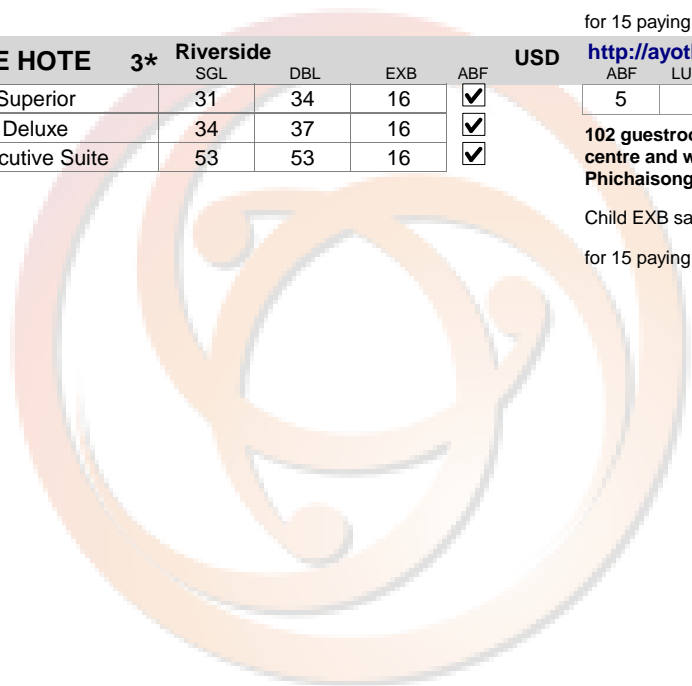 for 15 paying
E HOTE 3* Riverside USD http://ayoth
SGL DBL EXB ABF ABF LU
Superior 31 34 16 5
Deluxe 34 37 16
cutive Suite 53 53 16
102 guestroo
centre and w
Phichaisong
Child EXB sa
for 15 paying